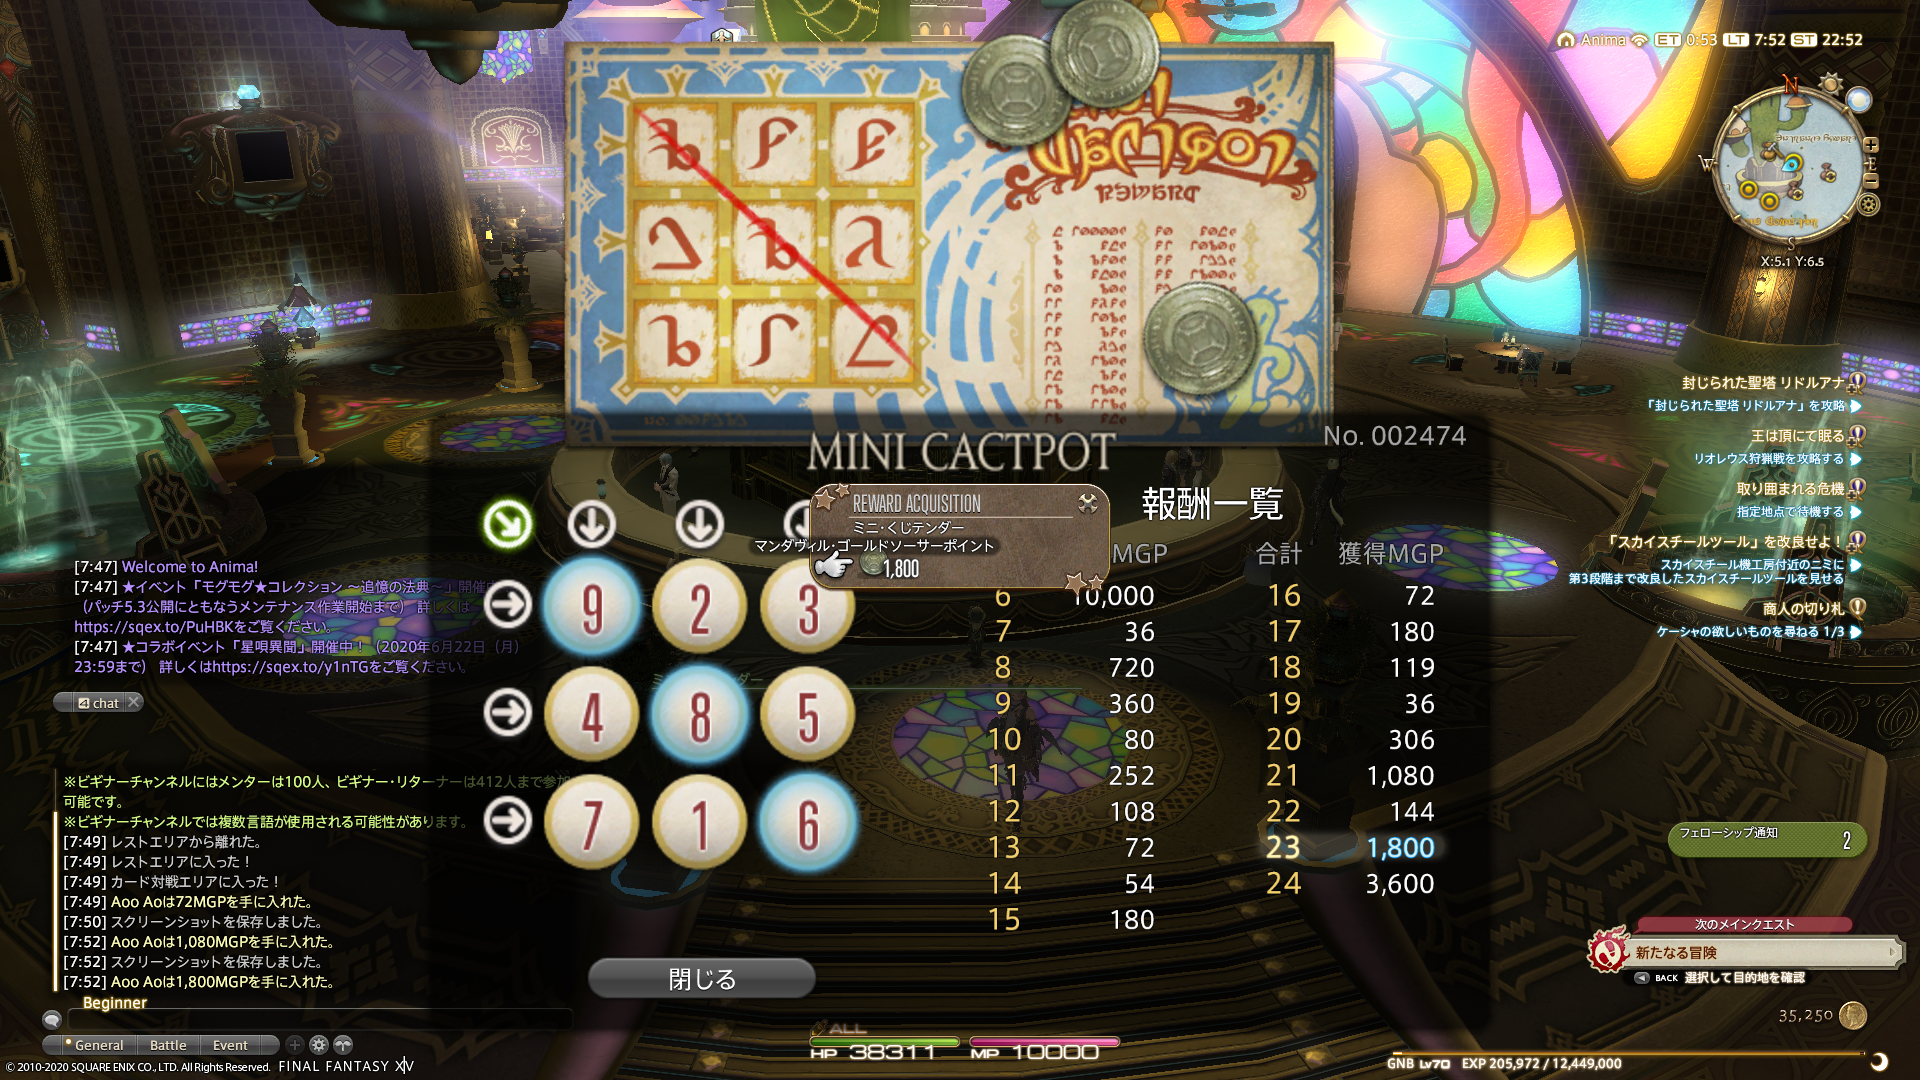 Anima ET 0:53 LT 7:52 ST 22:52
N
W
E
S
X:5.1 Y:6.5
MINI CACTPOT
No. 002474
REWARD ACQUISITION
ミニ・くじテンダー
マンダヴィル・ゴールドソーサーポイント
1,800
報酬一覧
MGP 合計 獲得MGP
6 10,000 16 72
7 36 17 180
8 720 18 119
9 360 19 36
10 80 20 306
11 252 21 1,080
12 108 22 144
13 72 23 1,800
14 54 24 3,600
15 180
9 2 3
4 8 5
7 1 6
閉じる
封じられた聖塔 リドルアナ
「封じられた聖塔 リドルアナ」を攻略
王は頂にて眠る
リオレウス狩猟戦を攻略する
取り囲まれる危機
指定地点で待機する
「スカイスチールツール」を改良せよ！
スカイスチール機工房付近のニミに
第3段階まで改良したスカイスチールツールを見せる
商人の切り札
ケーシャの欲しいものを尋ねる 1/3
[7:47] Welcome to Anima!
[7:47] ★イベント「モグモグ★コレクション ～追憶の法典～」開催中
（パッチ5.3公開にともなうメンテナンス作業開始まで） 詳しくは
https://sqex.to/PuHBKをご覧ください。
[7:47] ★コラボイベント「星唄異聞」開催中！（2020年6月22日（月）
23:59まで） 詳しくはhttps://sqex.to/y1nTGをご覧ください。
4 chat
※ビギナーチャンネルにはメンターは100人、ビギナー・リターナーは412人まで参加
可能です。
※ビギナーチャンネルでは複数言語が使用される可能性があります。
[7:49] レストエリアから離れた。
[7:49] レストエリアに入った！
[7:49] カード対戦エリアに入った！
[7:49] Aoo Aoは72MGPを手に入れた。
[7:50] スクリーンショットを保存しました。
[7:52] Aoo Aoは1,080MGPを手に入れた。
[7:52] スクリーンショットを保存しました。
[7:52] Aoo Aoは1,800MGPを手に入れた。
Beginner
General Battle Event
© 2010-2020 SQUARE ENIX CO., LTD. All Rights Reserved. FINAL FANTASY XIV
ALL
HP 38311 MP 10000
フェローシップ通知 2
次のメインクエスト
新たなる冒険
BACK 選択して目的地を確認
35,250
GNB Lv70 EXP 205,972 / 12,449,000